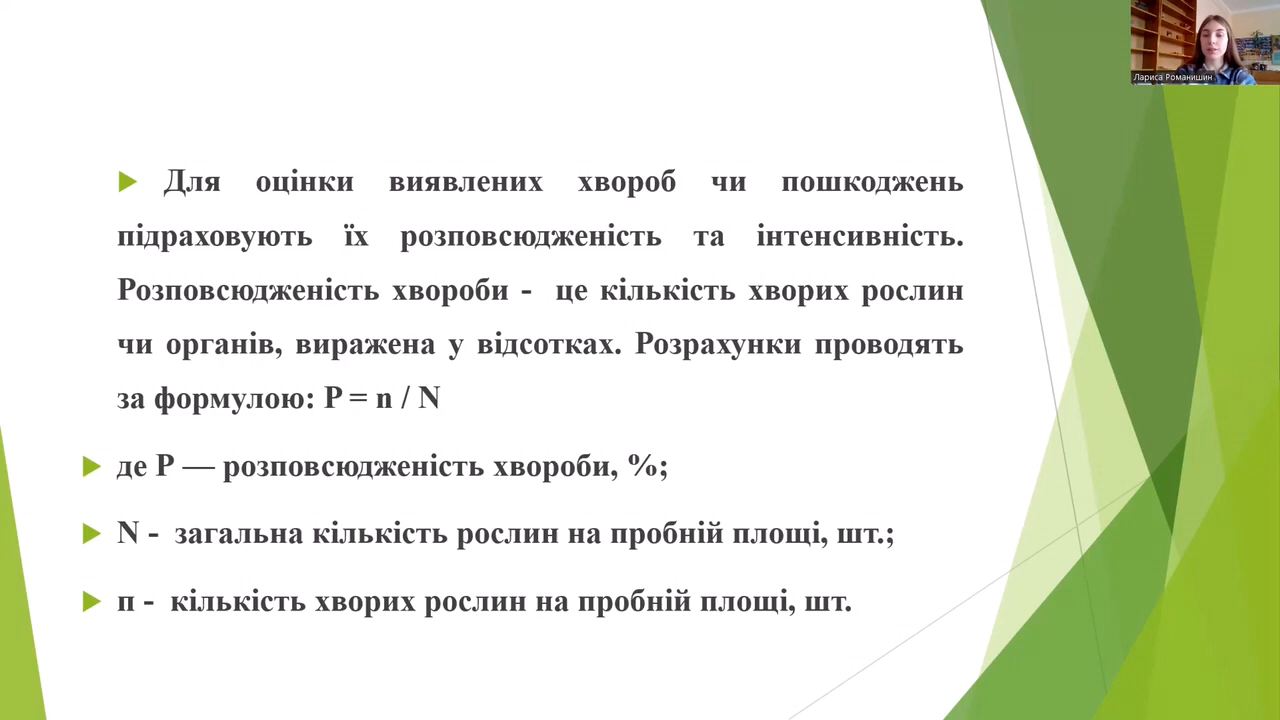 Лариса Романишин
Для оцінки виявлених хвороб чи пошкоджень
підраховують їх розповсюдженість та інтенсивність.
Розповсюдженість хвороби - це кількість хворих рослин
чи органів, виражена у відсотках. Розрахунки проводять
за формулою: P = n / N
де P — розповсюдженість хвороби, %;
N - загальна кількість рослин на пробній площі, шт.;
п - кількість хворих рослин на пробній площі, шт.